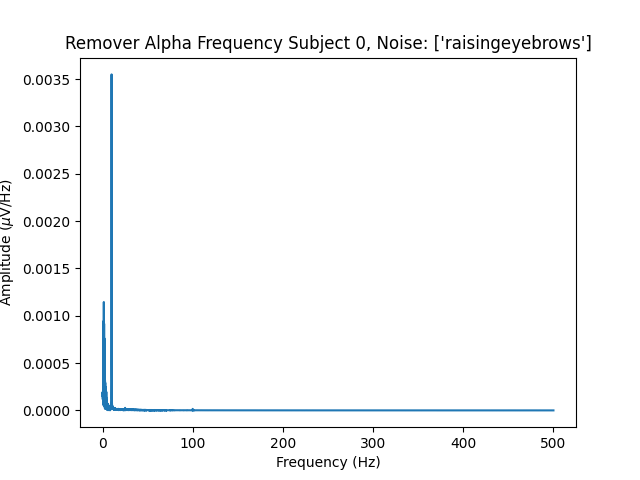 Remover Alpha Frequency Subject 0, Noise: ['raisingeyebrows']
Amplitude (μV/Hz)
0.0035
0.0030
0.0025
0.0020
0.0015
0.0010
0.0005
0.0000
0 100 200 300 400 500
Frequency (Hz)